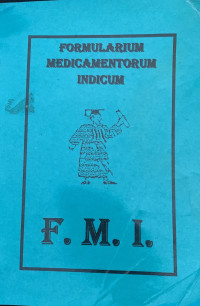 FORMULARIUM
MEDICAMENTORUM
INDICUM
F. M. I.